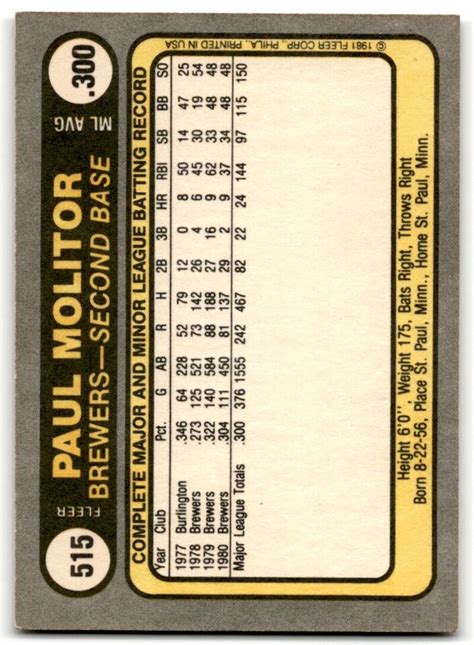 515 FLEER
PAUL MOLITOR
BREWERS—SECOND BASE
ML AVG .300
COMPLETE MAJOR AND MINOR LEAGUE BATTING RECORD
Year Club Pct. G AB R H 2B 3B HR RBI SB BB SO
1977 Burlington .346 64 228 52 79 12 0 8 50 14 47 25
1978 Brewers .273 125 521 73 142 26 4 6 45 30 19 54
1979 Brewers .322 140 584 88 188 27 16 9 62 33 48 48
1980 Brewers .304 111 450 81 137 29 2 9 37 34 48 48
Major League Totals .300 376 1555 242 467 82 22 24 144 97 115 150
Height 6'0'', Weight 175, Bats Right, Throws Right
Born 8-22-56, Place St. Paul, Minn., Home St. Paul, Minn.
© 1981 FLEER CORP., PHILA., PRINTED IN USA